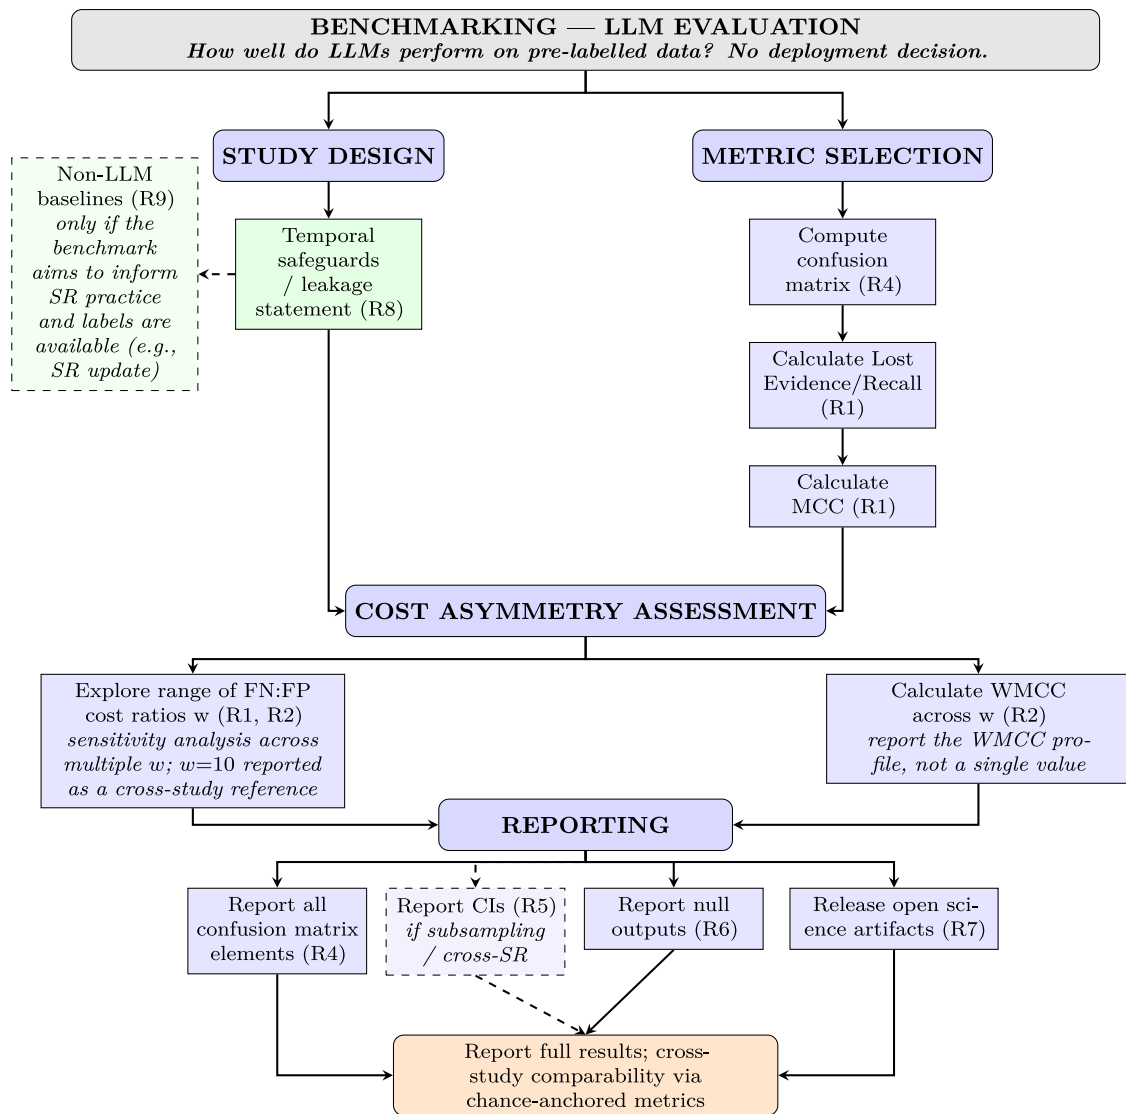 BENCHMARKING — LLM EVALUATION
How well do LLMs perform on pre-labelled data? No deployment decision.
STUDY DESIGN
METRIC SELECTION
Non-LLM
baselines (R9)
only if the
benchmark
aims to inform
SR practice
and labels are
available (e.g.,
SR update)
Temporal
safeguards
/ leakage
statement (R8)
Compute
confusion
matrix (R4)
Calculate Lost
Evidence/Recall
(R1)
Calculate
MCC (R1)
COST ASYMMETRY ASSESSMENT
Explore range of FN:FP
cost ratios w (R1, R2)
sensitivity analysis across
multiple w; w=10 reported
as a cross-study reference
Calculate WMCC
across w (R2)
report the WMCC pro-
file, not a single value
REPORTING
Report all
confusion matrix
elements (R4)
Report CIs (R5)
if subsampling
/ cross-SR
Report null
outputs (R6)
Release open sci-
ence artifacts (R7)
Report full results; cross-
study comparability via
chance-anchored metrics